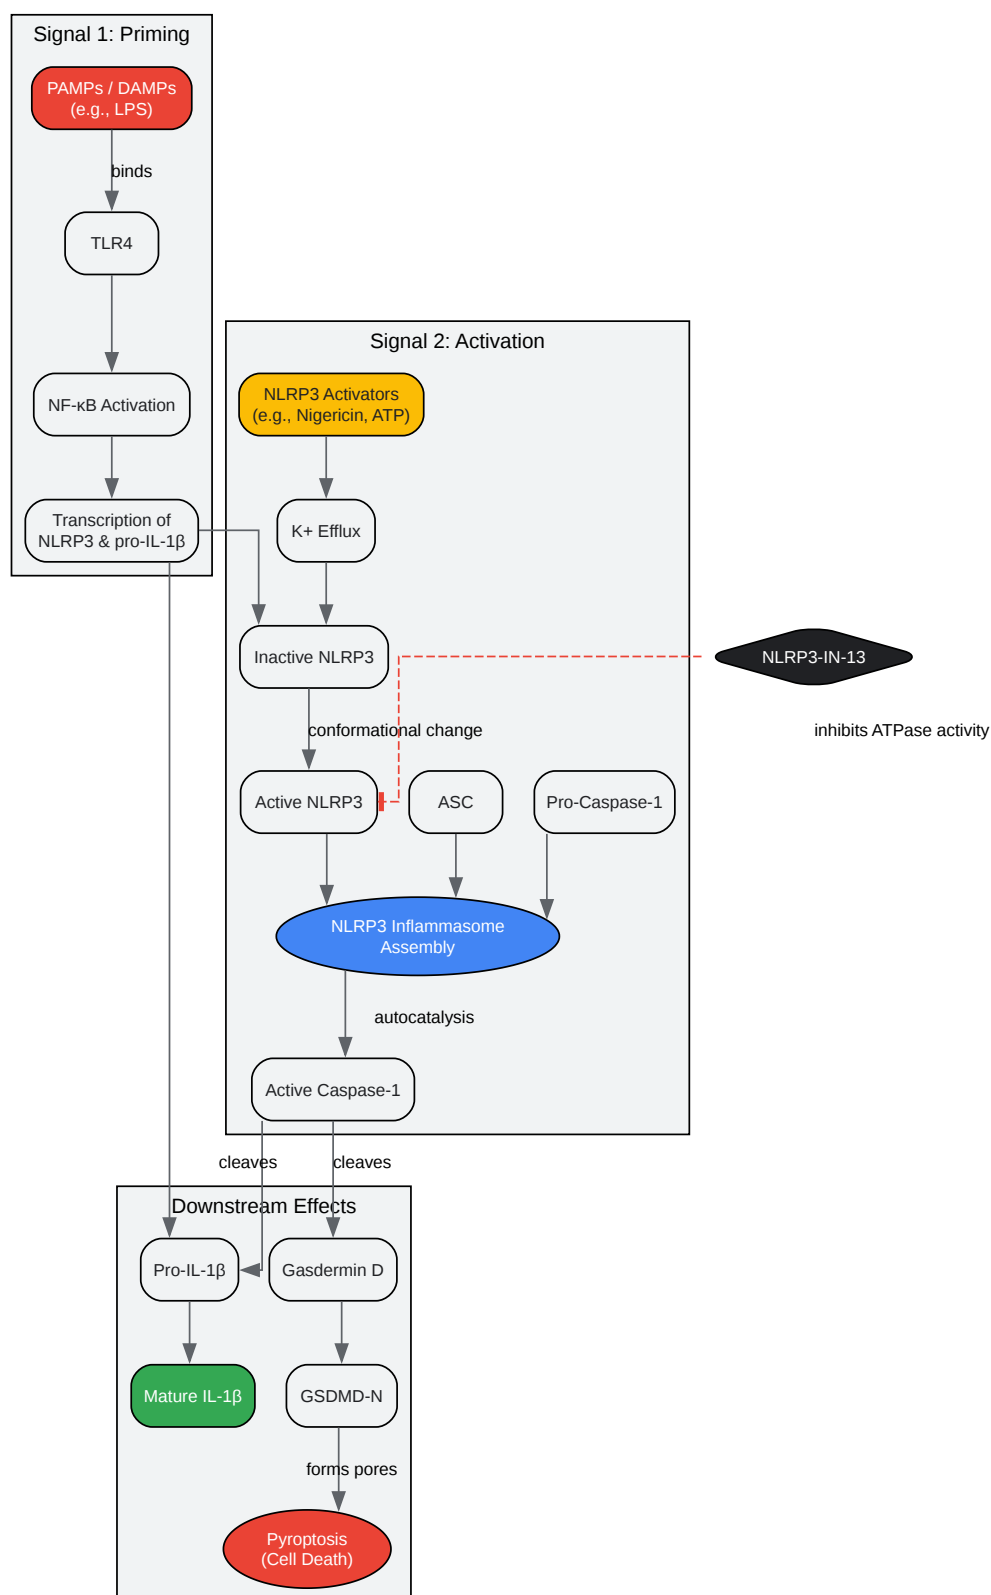 Signal 1: Priming
PAMPs / DAMPs
(e.g., LPS)
binds
TLR4
NF-κB Activation
Transcription of
NLRP3 & pro-IL-1β
Signal 2: Activation
NLRP3 Activators
(e.g., Nigericin, ATP)
K+ Efflux
Inactive NLRP3
NLRP3-IN-13
conformational change
inhibits ATPase activity
Active NLRP3
ASC
Pro-Caspase-1
NLRP3 Inflammasome
Assembly
autocatalysis
Active Caspase-1
cleaves
cleaves
Downstream Effects
Pro-IL-1β
Gasdermin D
Mature IL-1β
GSDMD-N
forms pores
Pyroptosis
(Cell Death)